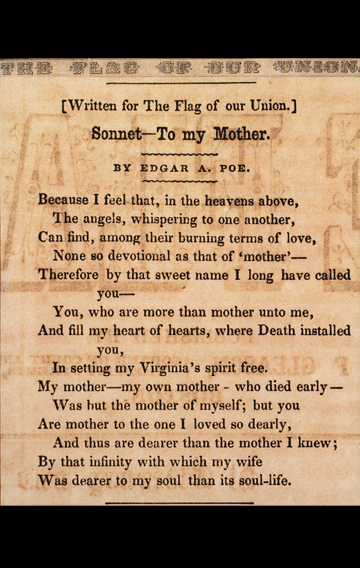 THE FLAG OF OUR UNION
[Written for The Flag of our Union.]
Sonnet—To my Mother.
BY EDGAR A. POE.
Because I feel that, in the heavens above,
The angels, whispering to one another,
Can find, among their burning terms of love,
None so devotional as that of ‘mother’—
Therefore by that sweet name I long have called
you—
You, who are more than mother unto me,
And fill my heart of hearts, where Death installed
you,
In setting my Virginia’s spirit free.
My mother—my own mother - who died early—
Was but the mother of myself; but you
Are mother to the one I loved so dearly,
And thus are dearer than the mother I knew;
By that infinity with which my wife
Was dearer to my soul than its soul-life.